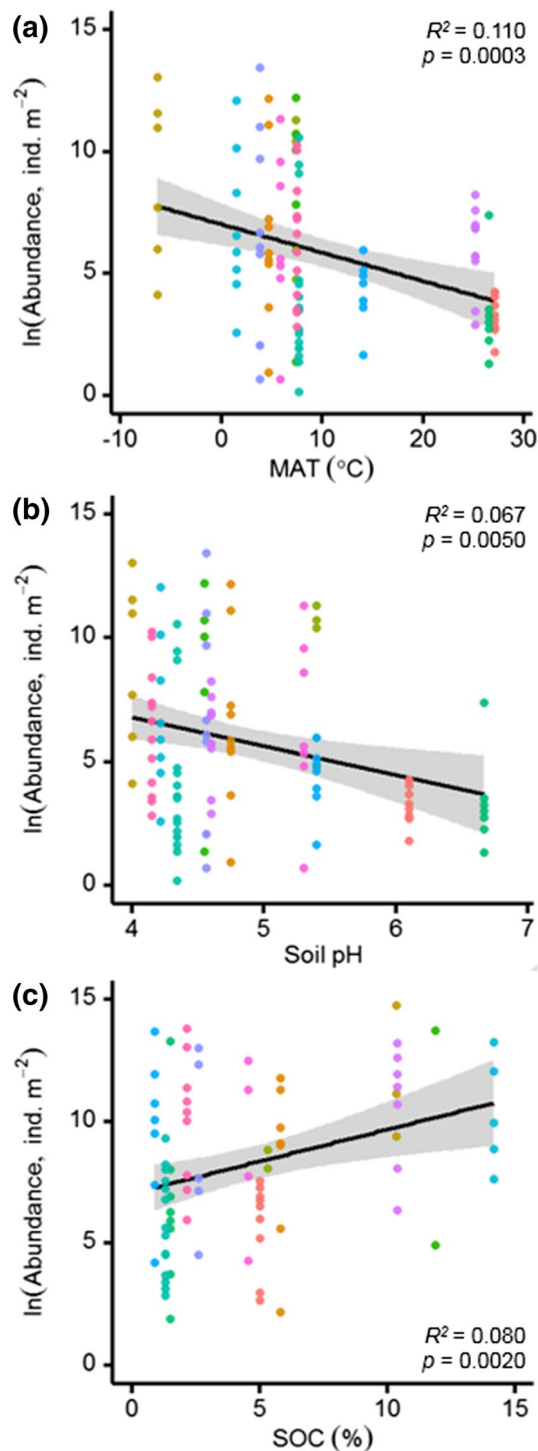 (a)
R² = 0.110
p = 0.0003
15
10
5
0
ln(Abundance, ind. m⁻²)
-10 0 10 20 30
MAT (°C)
(b)
R² = 0.067
p = 0.0050
15
10
5
0
ln(Abundance, ind. m⁻²)
4 5 6 7
Soil pH
(c)
15
10
5
0
ln(Abundance, ind. m⁻²)
R² = 0.080
p = 0.0020
0 5 10 15
SOC (%)